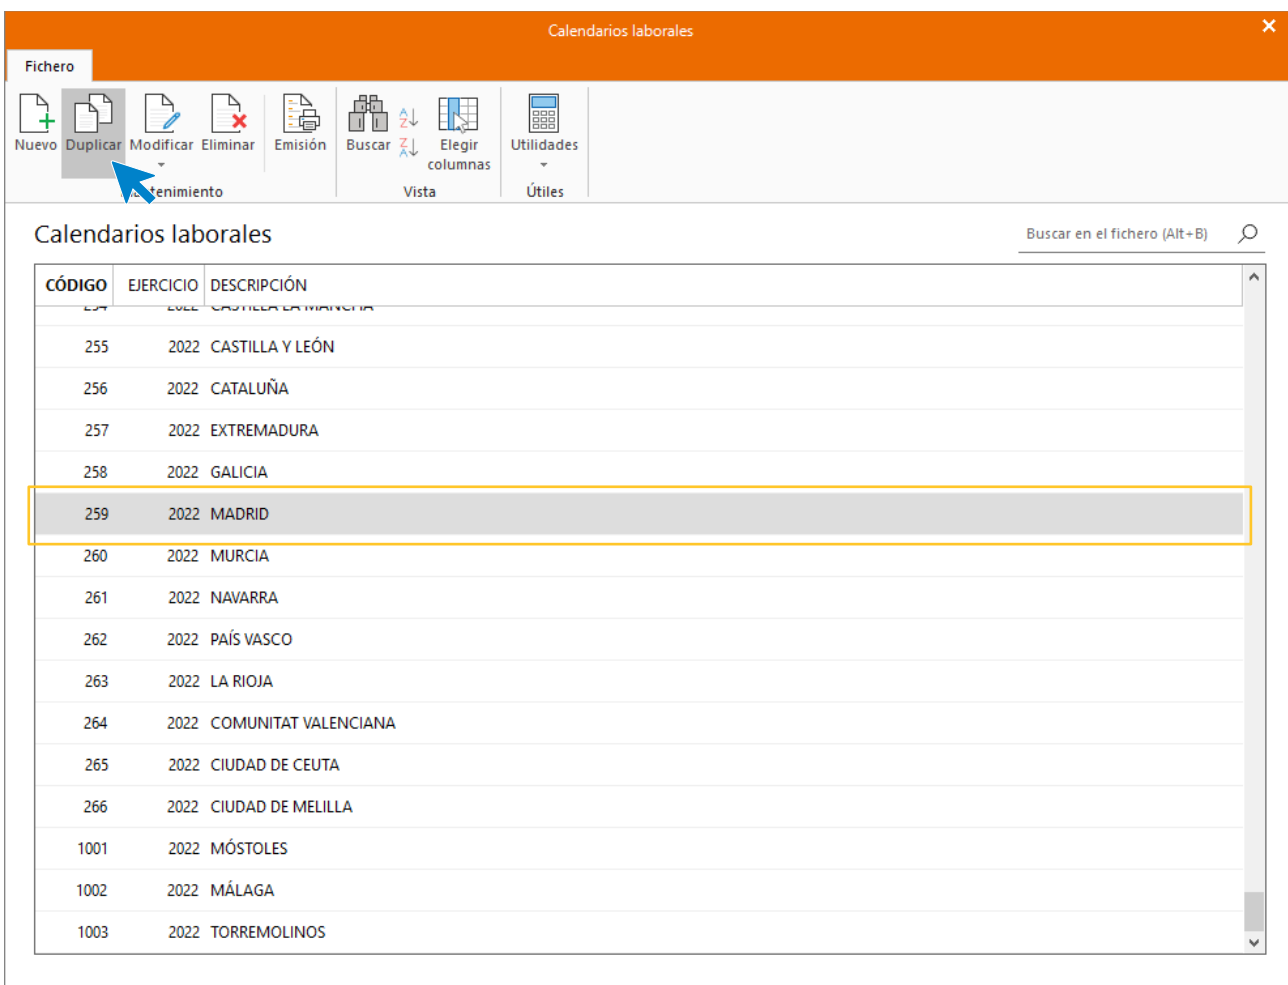 Calendarios laborales
Fichero
Nuevo Duplicar Modificar Eliminar Emisión Buscar Elegir columnas Utilidades
Vista Útiles
Calendarios laborales
Buscar en el fichero (Alt+B)
CÓDIGO EJERCICIO DESCRIPCIÓN
255 2022 CASTILLA Y LEÓN
256 2022 CATALUÑA
257 2022 EXTREMADURA
258 2022 GALICIA
259 2022 MADRID
260 2022 MURCIA
261 2022 NAVARRA
262 2022 PAÍS VASCO
263 2022 LA RIOJA
264 2022 COMUNITAT VALENCIANA
265 2022 CIUDAD DE CEUTA
266 2022 CIUDAD DE MELILLA
1001 2022 MÓSTOLES
1002 2022 MÁLAGA
1003 2022 TORREMOLINOS